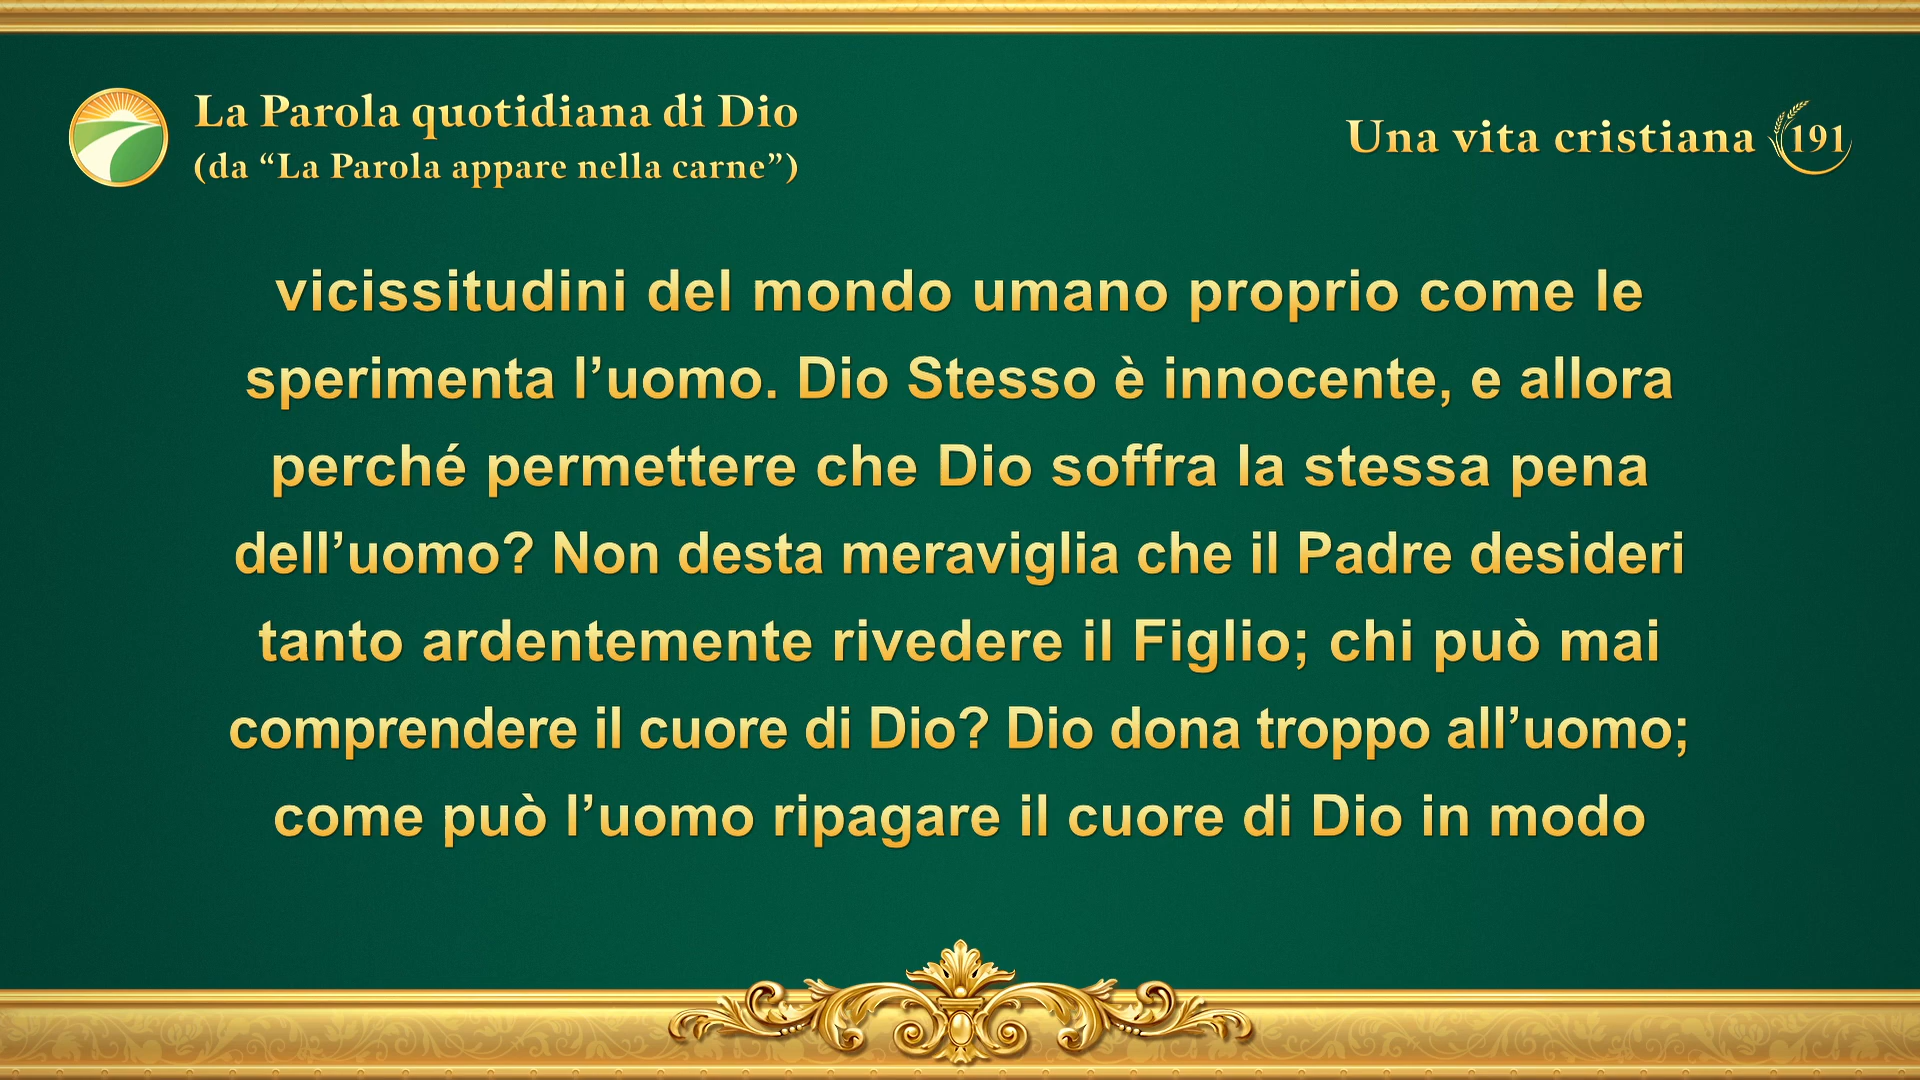 La Parola quotidiana di Dio
(da “La Parola appare nella carne”)
Una vita cristiana 191
vicissitudini del mondo umano proprio come le
sperimenta l’uomo. Dio Stesso è innocente, e allora
perché permettere che Dio soffra la stessa pena
dell’uomo? Non desta meraviglia che il Padre desideri
tanto ardentemente rivedere il Figlio; chi può mai
comprendere il cuore di Dio? Dio dona troppo all’uomo;
come può l’uomo ripagare il cuore di Dio in modo